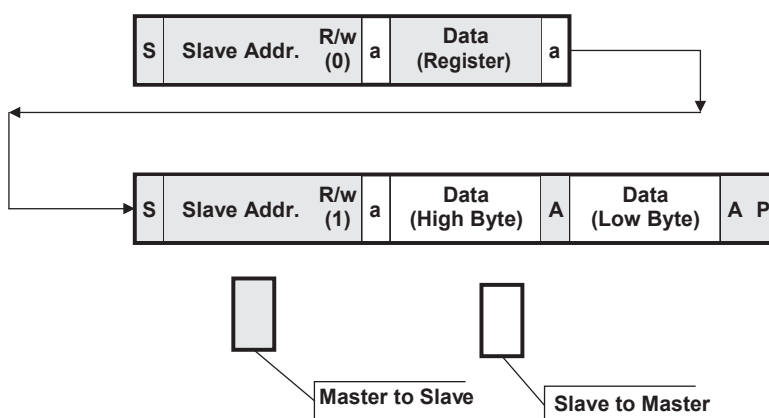 S Slave Addr. R/w (0) a Data (Register) a
S Slave Addr. R/w (1) a Data (High Byte) A Data (Low Byte) A P
Master to Slave
Slave to Master